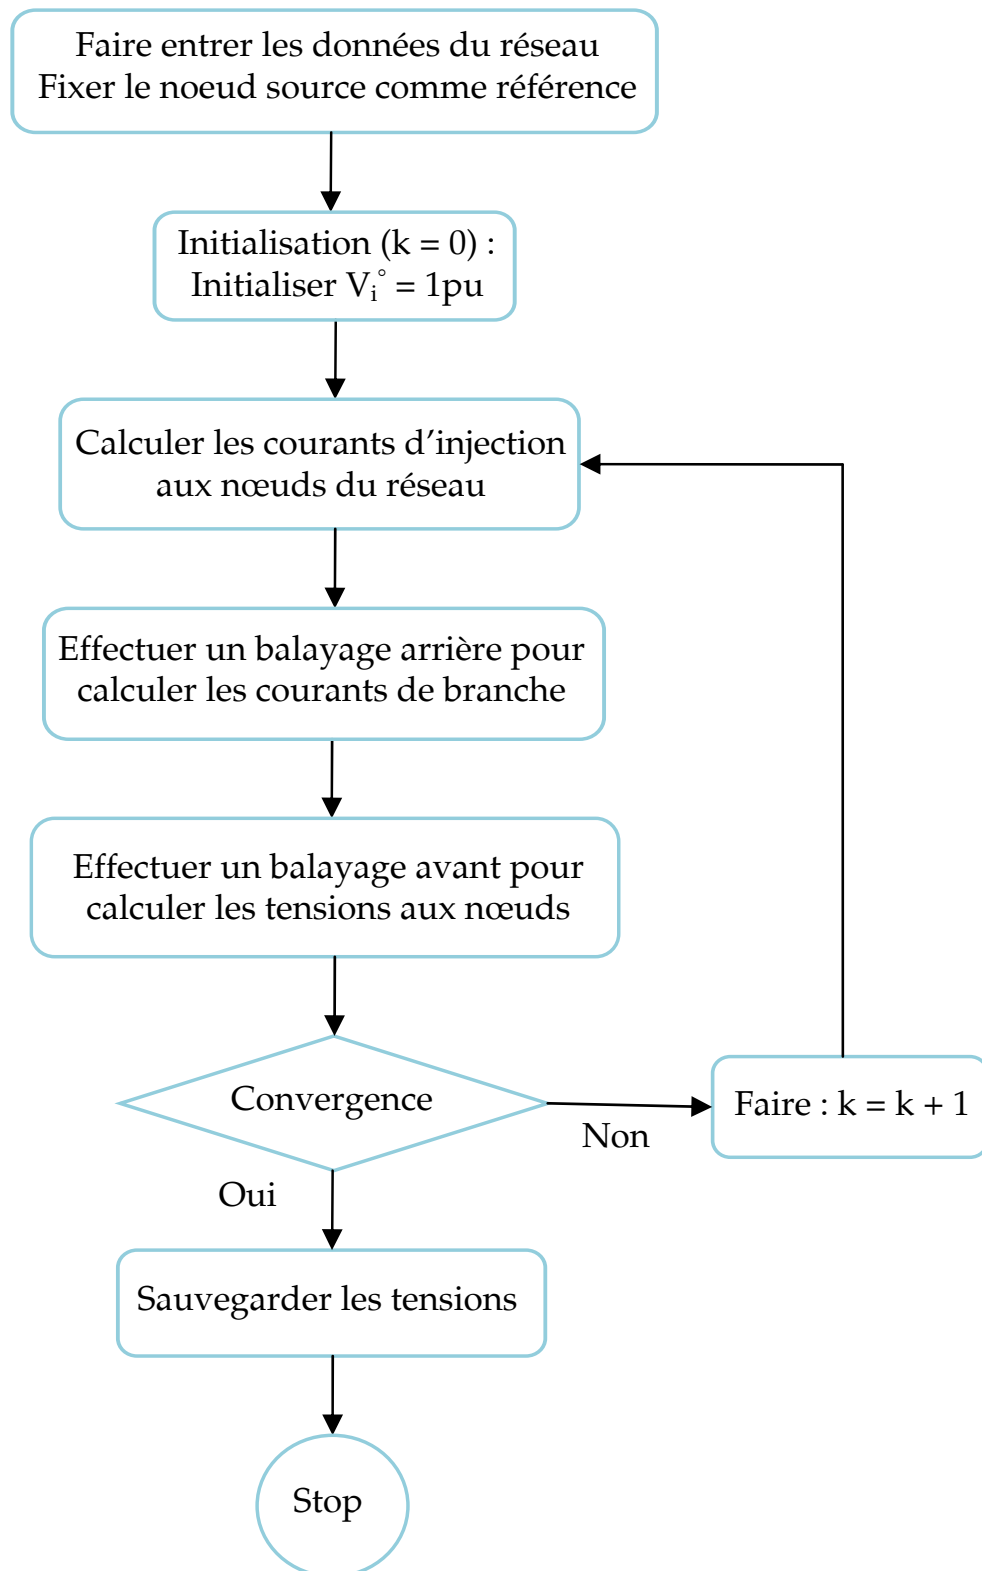 Faire entrer les données du réseau
Fixer le noeud source comme référence
Initialisation (k = 0) :
Initialiser Vᵢ° = 1pu
Calculer les courants d’injection
aux nœuds du réseau
Effectuer un balayage arrière pour
calculer les courants de branche
Effectuer un balayage avant pour
calculer les tensions aux nœuds
Convergence
Non
Faire : k = k + 1
Oui
Sauvegarder les tensions
Stop